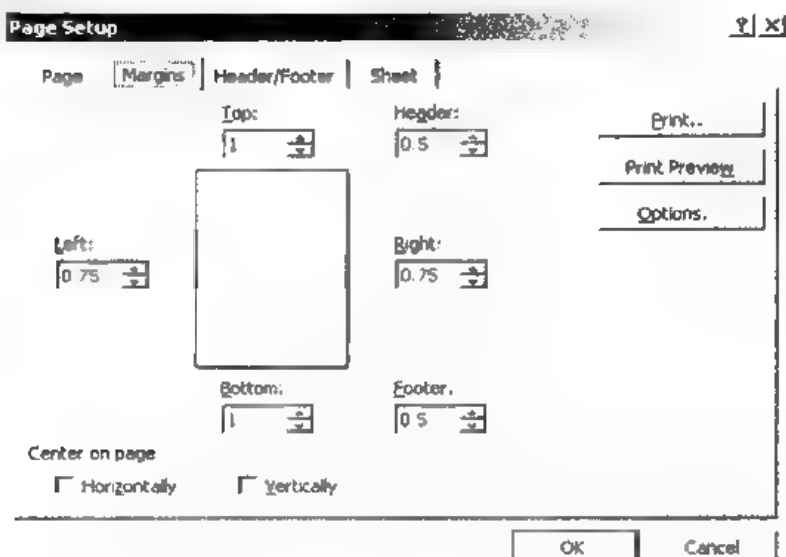 Page Setup
Page Margins Header/Footer Sheet
Top: Header:
1 0.5
Print..
Print Preview
Options.
Left: Right:
0.75 0.75
Bottom: Footer.
1 0.5
Center on page
Horizontally Vertically
OK Cancel